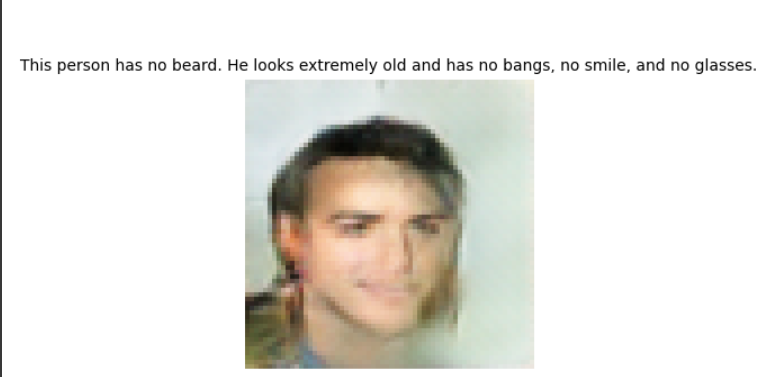 This person has no beard. He looks extremely old and has no bangs, no smile, and no glasses.